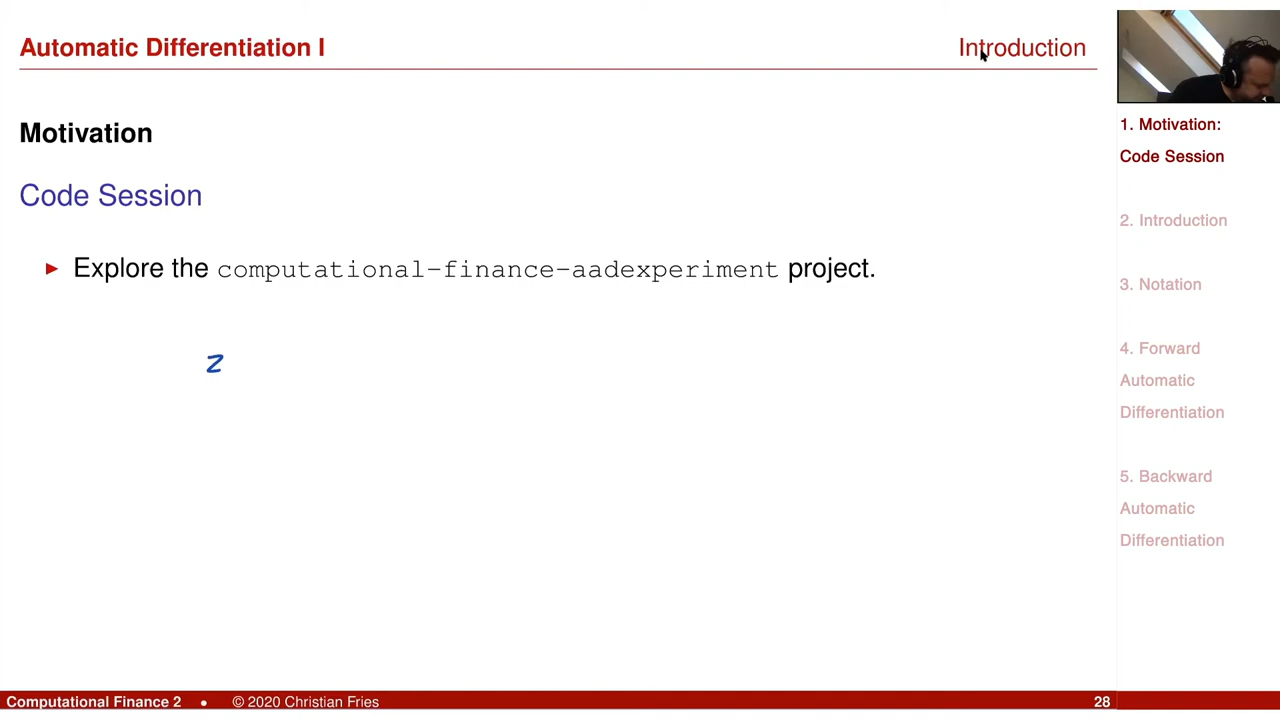 Automatic Differentiation I
Introduction
Motivation
Code Session
► Explore the computational-finance-aadexperiment project.
z
1. Motivation:
Code Session
2. Introduction
3. Notation
4. Forward
Automatic
Differentiation
5. Backward
Automatic
Differentiation
Computational Finance 2 • © 2020 Christian Fries
28